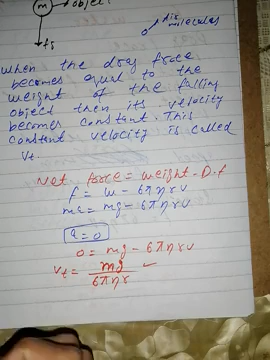 m object
Air
molecules
fg
when the drag force
becomes equal to the
weight of the falling
object then its velocity
becomes constant. This
constant velocity is called
Vt.
Net force = weight - D.f
f = w - 6πηrv
ma = mg - 6πηrv
a = 0
0 = mg - 6πηrv
Vt = mg / 6πηr